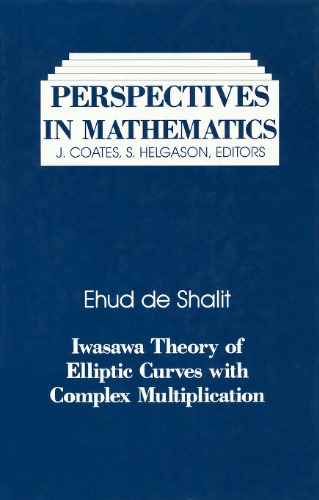 PERSPECTIVES
IN MATHEMATICS
J. COATES, S. HELGASON, EDITORS
Ehud de Shalit
Iwasawa Theory of
Elliptic Curves with
Complex Multiplication